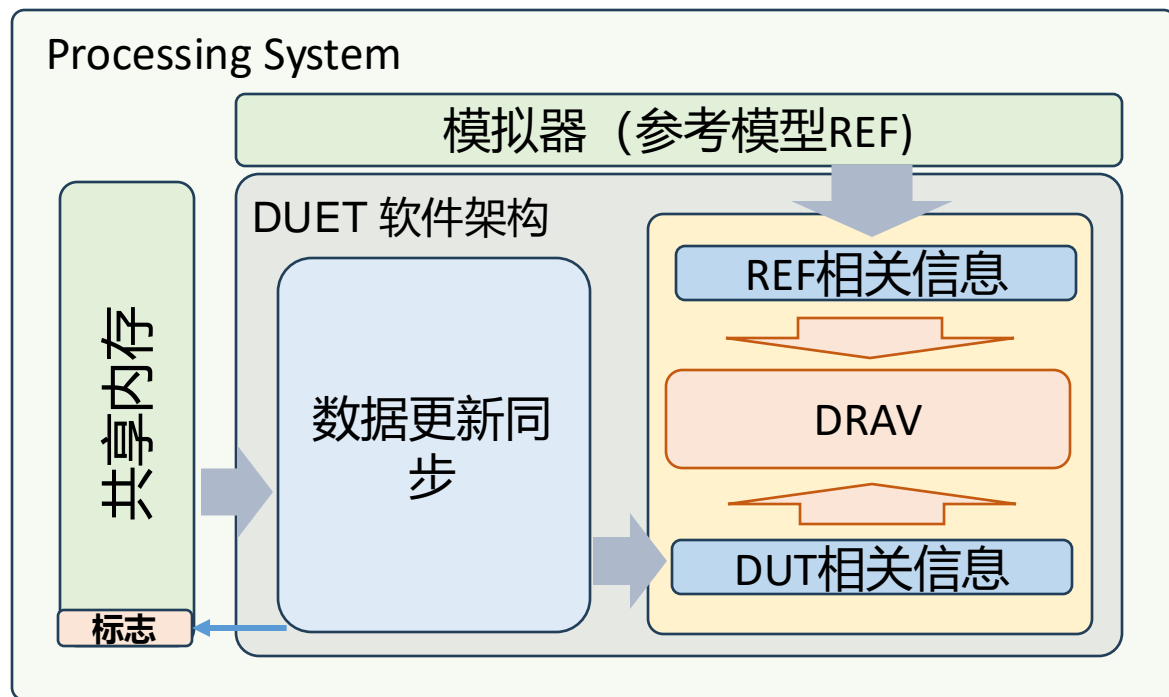 Processing System
模拟器（参考模型REF)
DUET 软件架构
共享内存
数据更新同
步
REF相关信息
DRAV
DUT相关信息
标志